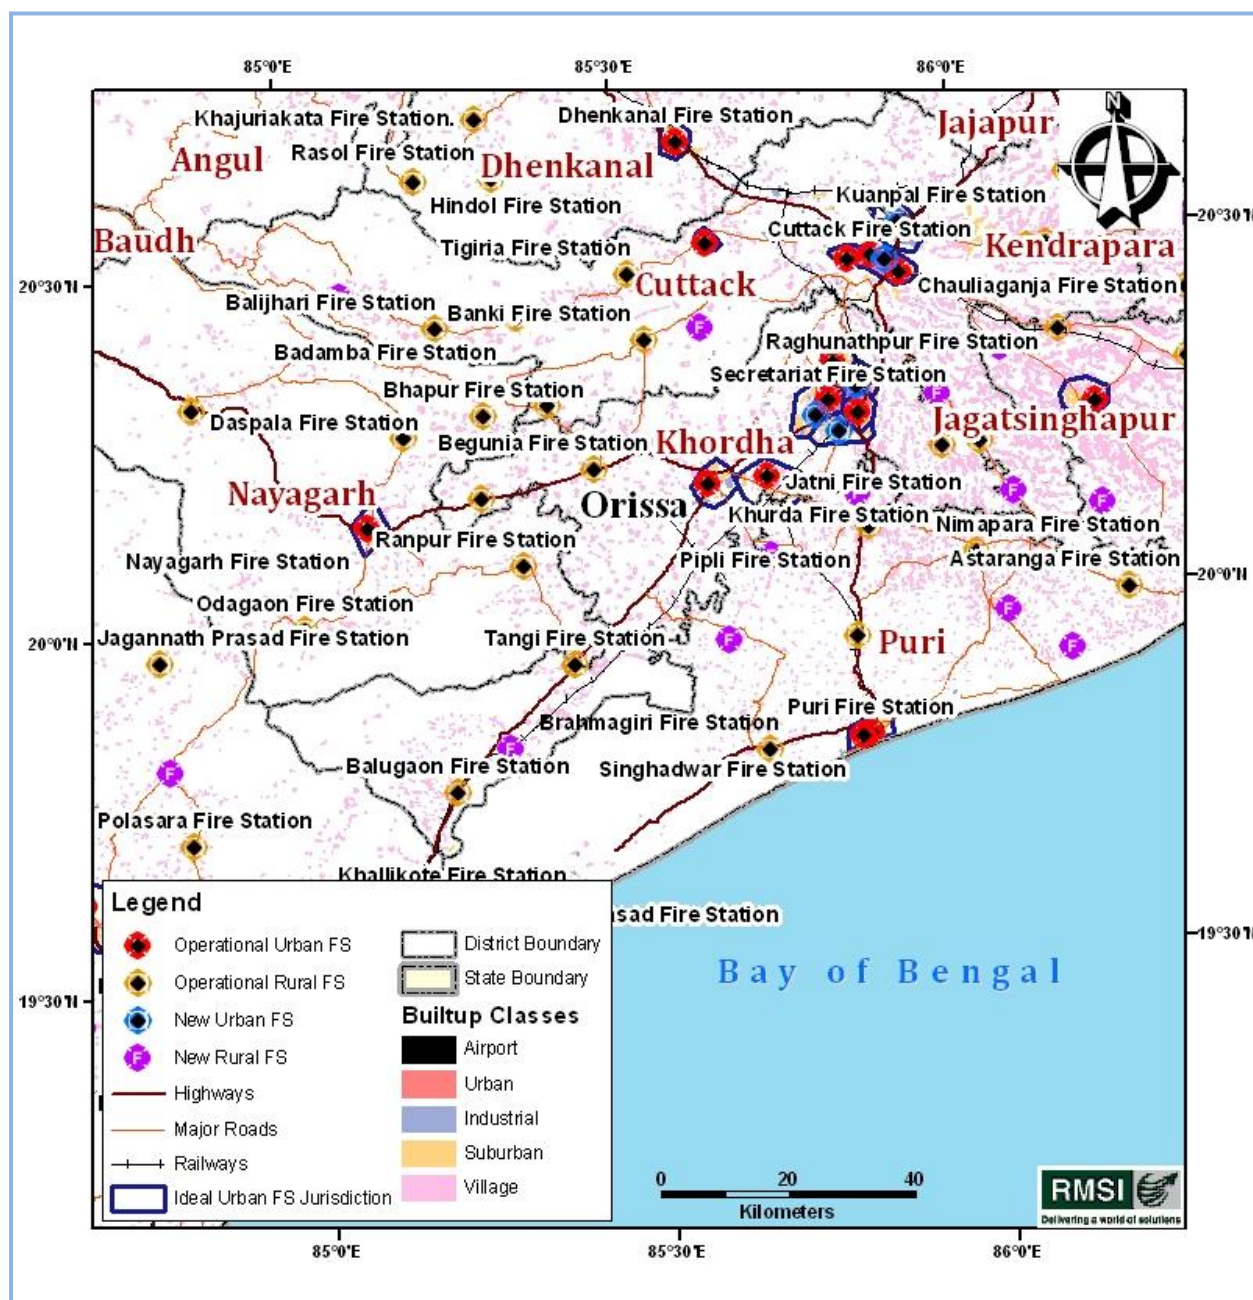 85°0'E 85°30'E 86°0'E
N
Dhenkanal Fire Station
Khajuriakata Fire Station.
Jajapur
Angul
Rasol Fire Station
Dhenkanal
Kuanpal Fire Station
Hindol Fire Station
20°30'
Cuttack Fire Station
Baudh
Tigiria Fire Station
Kendrapara
20°30'
Cuttack
Chauliaganja Fire Station
Balijhari Fire Station
Banki Fire Station
Raghunathpur Fire Station
Badamba Fire Station
Secretariat Fire Station
Bhapur Fire Station
Daspala Fire Station
Jagatsinghapur
Begunia Fire Station
Khordha
Nayagarh
Jatni Fire Station
Orissa
Khurda Fire Station
Nimapara Fire Station
Ranpur Fire Station
Nayagarh Fire Station
Pipli Fire Station
Astaranga Fire Station
20°0'
Odagaon Fire Station
Jagannath Prasad Fire Station
Tangi Fire Station
Puri
20°0'
Puri Fire Station
Brahmagiri Fire Station
Balugaon Fire Station
Singhadwar Fire Station
Polasara Fire Station
Khallikote Fire Station
Fire Station
19°30'
Bay of Bengal
19°30'
Legend
Operational Urban FS
Operational Rural FS
New Urban FS
F New Rural FS
Highways
Major Roads
Railways
Ideal Urban FS Jurisdiction
District Boundary
State Boundary
Builtup Classes
Airport
Urban
Industrial
Suburban
Village
0 20 40
Kilometers
RMSI
Delivering a world of solutions
85°0'E 85°30'E 86°0'E